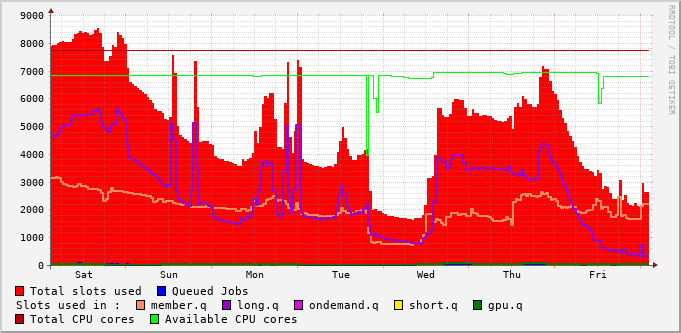 RRDTOOL / TOBI OETIKER
9000
8000
7000
6000
5000
4000
3000
2000
1000
0
Sat Sun Mon Tue Wed Thu Fri
Total slots used Queued Jobs
Slots used in : member.q long.q ondemand.q short.q gpu.q
Total CPU cores Available CPU cores